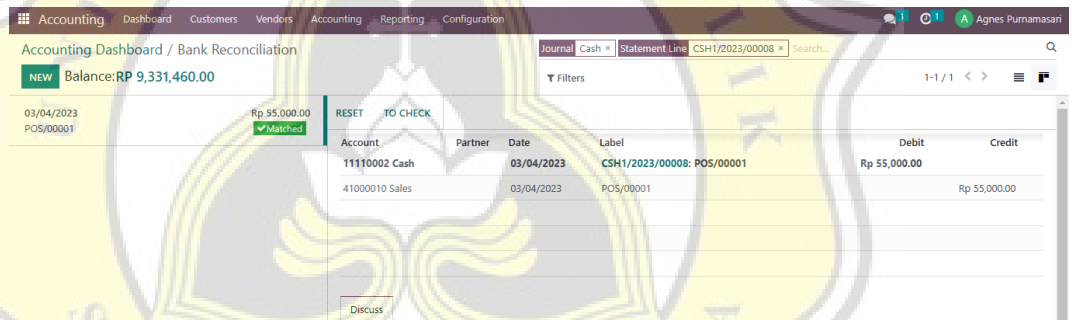 Accounting Dashboard Customers Vendors Accounting Reporting Configuration 1 1 A Agnes Purnamasari
Accounting Dashboard / Bank Reconciliation Journal Cash × Statement Line CSH1/2023/00008 × Search...
NEW Balance:RP 9,331,460.00 Filters 1-1 / 1
03/04/2023 Rp 55,000.00 RESET TO CHECK
POS/00001 Matched
Account Partner Date Label Debit Credit
11110002 Cash 03/04/2023 CSH1/2023/00008: POS/00001 Rp 55,000.00
41000010 Sales 03/04/2023 POS/00001 Rp 55,000.00
Discuss